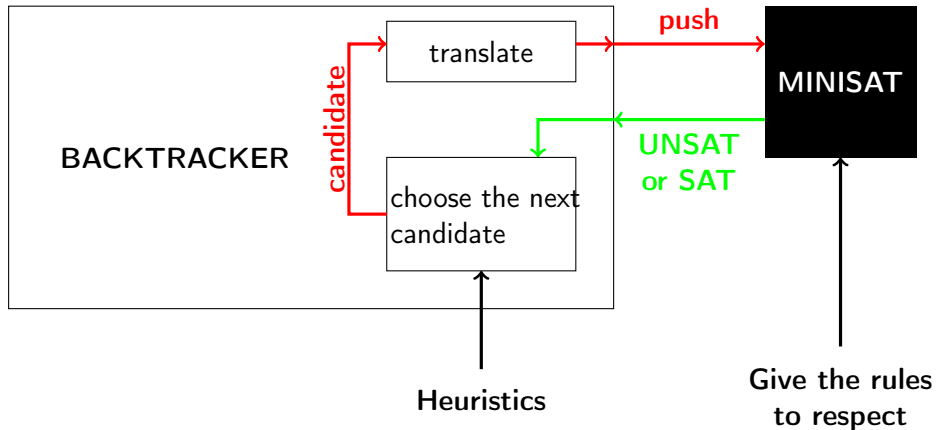 push
translate
MINISAT
candidate
UNSAT
or SAT
BACKTRACKER
choose the next
candidate
Heuristics
Give the rules
to respect